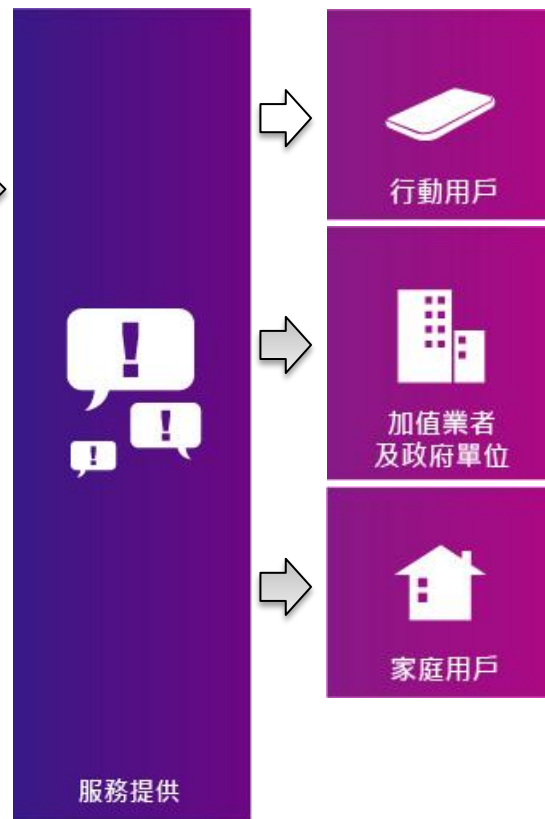 服務提供
行動用戶
加值業者
及政府單位
家庭用戶